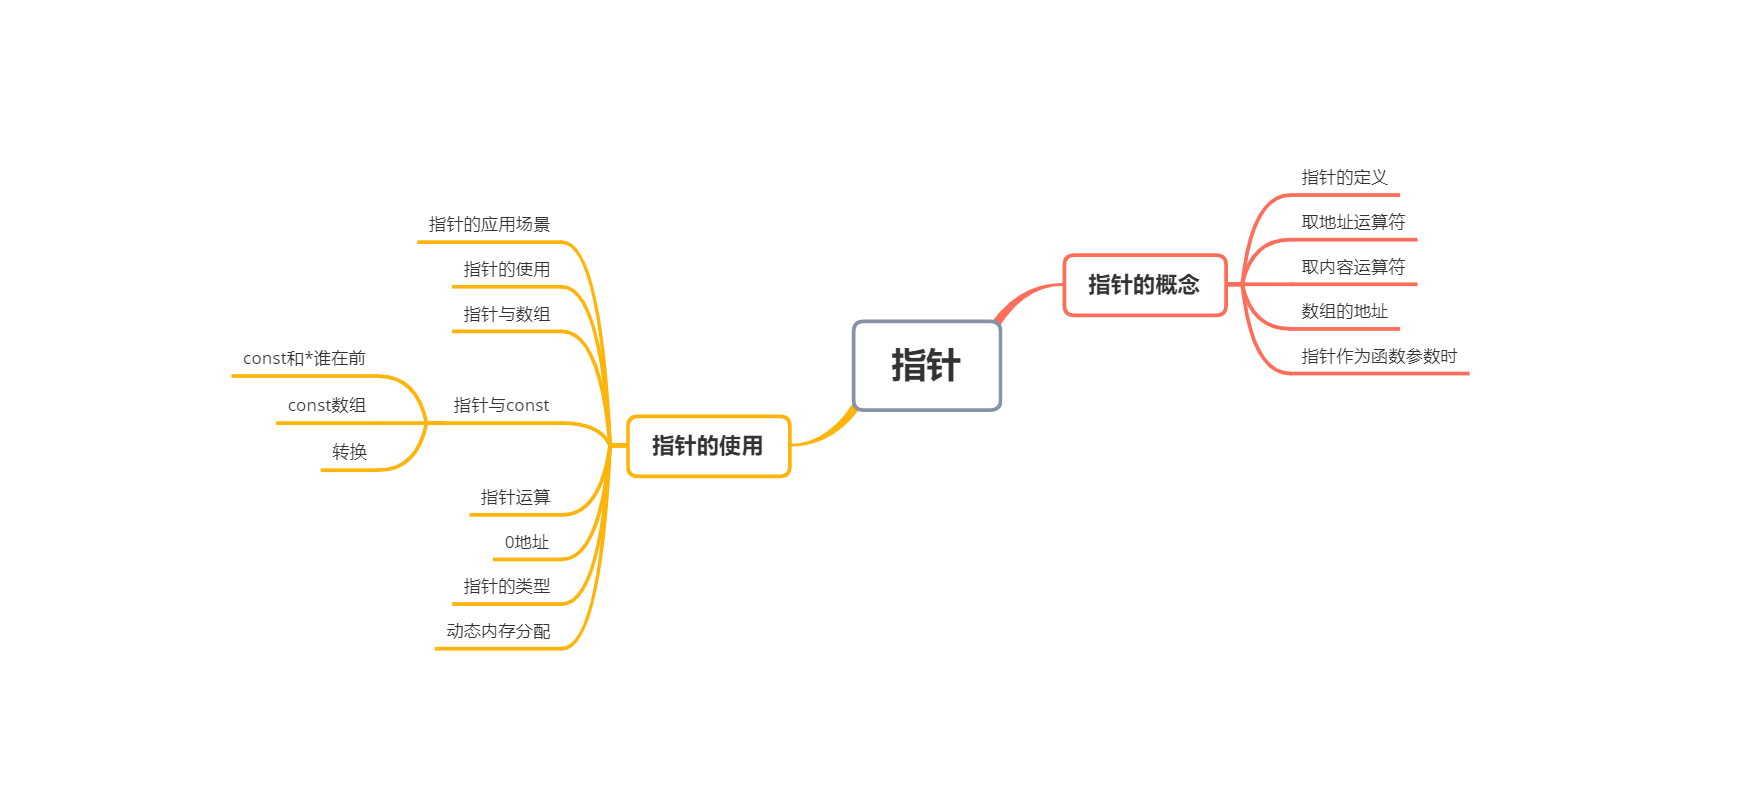 指针
指针的概念
指针的定义
取地址运算符
取内容运算符
数组的地址
指针作为函数参数时
指针的使用
指针的应用场景
指针的使用
指针与数组
指针与const
const和*谁在前
const数组
转换
指针运算
0地址
指针的类型
动态内存分配